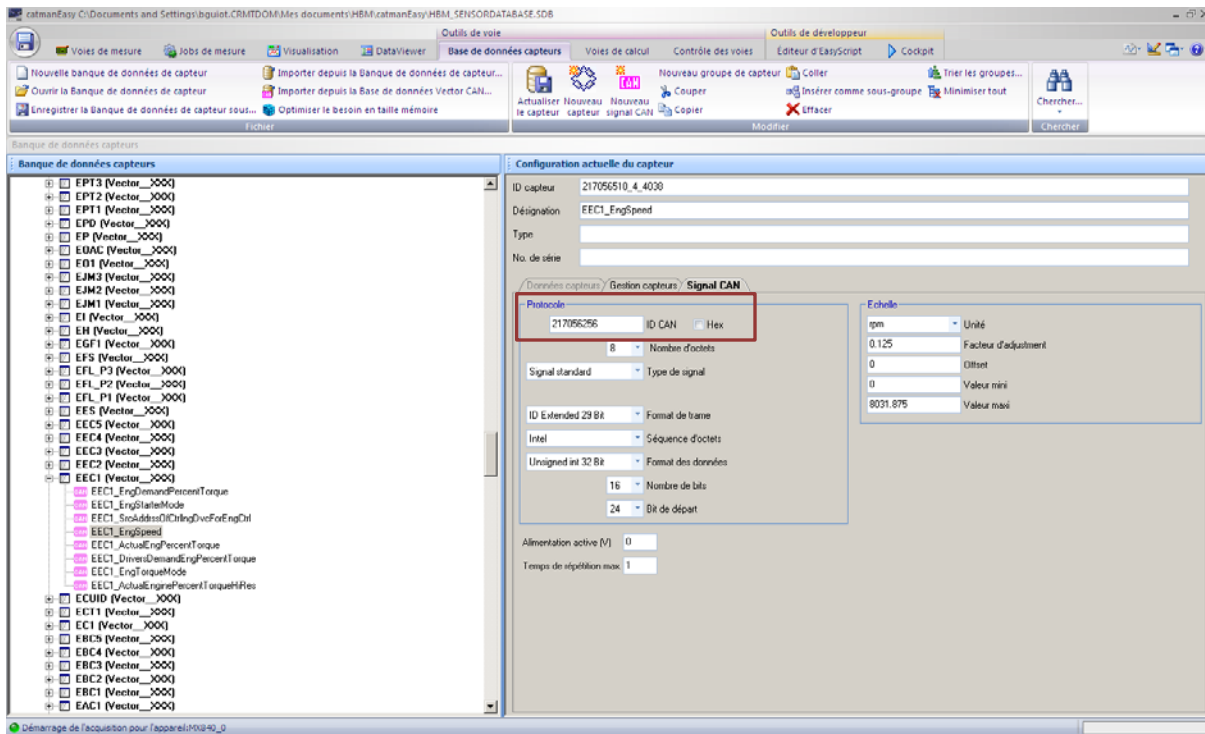 catmanEasy C:\Documents and Settings\bguiot.CRMTDOM\Mes documents\HBM\catmanEasy\HBM_SENSORDATABASE.SDB
Outils de voie
Outils de développeur
Voies de mesure
Jobs de mesure
Visualisation
DataViewer
Base de données capteurs
Voies de calcul
Contrôle des voies
Éditeur d'EasyScript
Cockpit
Nouvelle banque de données de capteur
Ouvrir la Banque de données de capteur
Enregistrer la Banque de données de capteur sous...
Importer depuis la Banque de données de capteur...
Importer depuis la Base de données Vector CAN...
Optimiser le besoin en taille mémoire
Fichier
Actualiser le capteur
Nouveau capteur
Nouveau signal CAN
Nouveau groupe de capteur
Couper
Copier
Coller
Insérer comme sous-groupe
Effacer
Trier les groupes...
Minimiser tout
Modifier
Chercher...
Chercher
Banque de données capteurs
Banque de données capteurs
EPT3 (Vector__XXX)
EPT2 (Vector__XXX)
EPT1 (Vector__XXX)
EPD (Vector__XXX)
EP (Vector__XXX)
EOAC (Vector__XXX)
EO1 (Vector__XXX)
EJM3 (Vector__XXX)
EJM2 (Vector__XXX)
EJM1 (Vector__XXX)
EI (Vector__XXX)
EH (Vector__XXX)
EGF1 (Vector__XXX)
EFS (Vector__XXX)
EFL_P3 (Vector__XXX)
EFL_P2 (Vector__XXX)
EFL_P1 (Vector__XXX)
EES (Vector__XXX)
EEC5 (Vector__XXX)
EEC4 (Vector__XXX)
EEC3 (Vector__XXX)
EEC2 (Vector__XXX)
EEC1 (Vector__XXX)
CAN EEC1_EngDemandPercentTorque
CAN EEC1_EngStarterMode
CAN EEC1_SrcAddrssOfCtrllngDvcForEngCtrl
CAN EEC1_EngSpeed
CAN EEC1_ActualEngPercentTorque
CAN EEC1_DriversDemandEngPercentTorque
CAN EEC1_EngTorqueMode
CAN EEC1_ActualEnginePercentTorqueHiRes
ECUID (Vector__XXX)
ECT1 (Vector__XXX)
EC1 (Vector__XXX)
EBC5 (Vector__XXX)
EBC4 (Vector__XXX)
EBC3 (Vector__XXX)
EBC2 (Vector__XXX)
EBC1 (Vector__XXX)
EAC1 (Vector__XXX)
Configuration actuelle du capteur
ID capteur 217056510_4_4038
Désignation EEC1_EngSpeed
Type
No. de série
Données capteurs
Gestion capteurs
Signal CAN
Protocole
217056256 ID CAN Hex
8 Nombre d'octets
Signal standard Type de signal
ID Extended 29 Bit Format de trame
Intel Séquence d'octets
Unsigned int 32 Bit Format des données
16 Nombre de bits
24 Bit de départ
Alimentation active (V) 0
Temps de répétition max. 1
Echelle
rpm Unité
0.125 Facteur d'adjustment
0 Offset
0 Valeur mini
8031.875 Valeur maxi
Démarrage de l'acquisition pour l'appareil:MX840_0